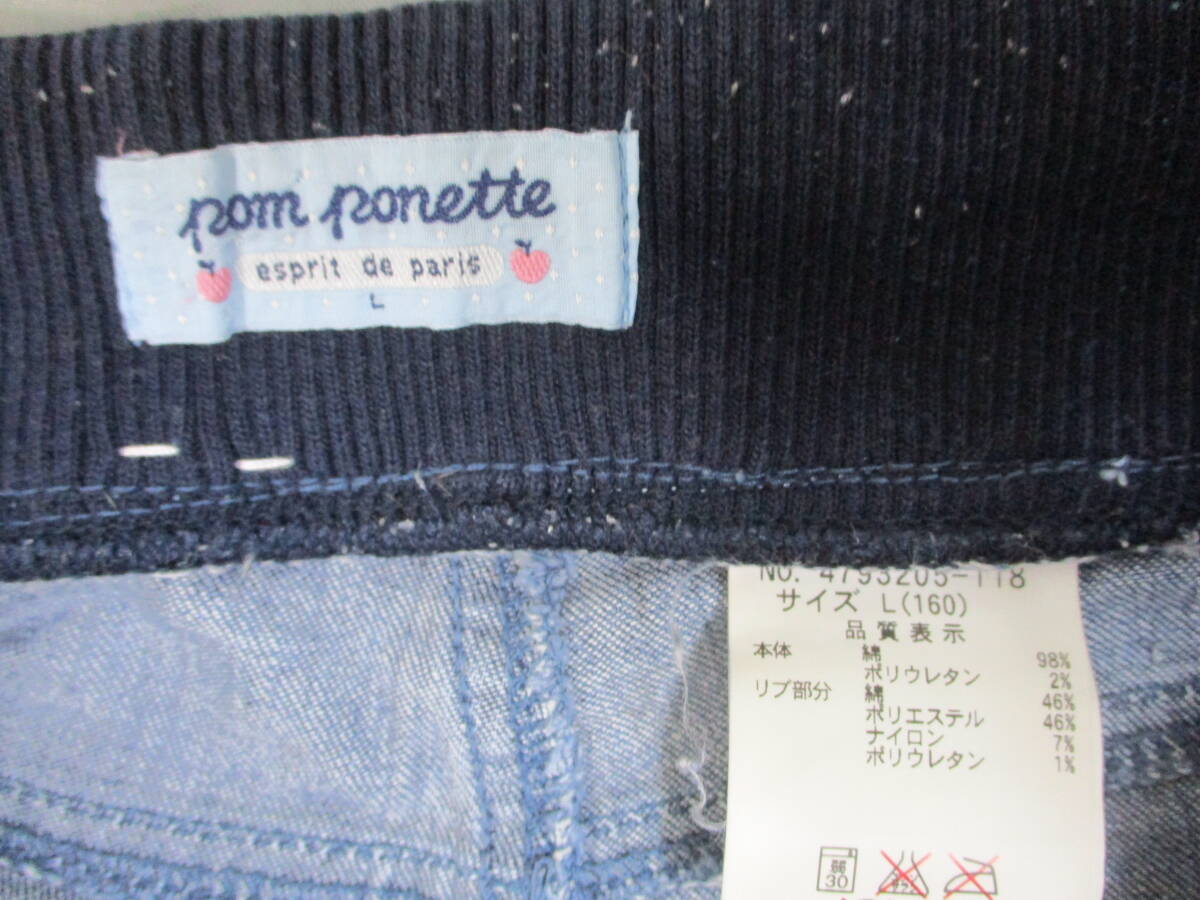 pom ponette
esprit de paris
L
NO. 4793205-118
サイズ L(160)
品質表示
本体 綿 98%
ポリウレタン 2%
リブ部分 綿 46%
ポリエステル 46%
ナイロン 7%
ポリウレタン 1%
弱
30